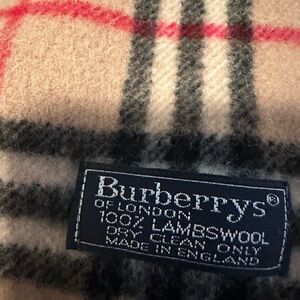 Burberrys®
OF LONDON
100% LAMBSWOOL
DRY CLEAN ONLY
MADE IN ENGLAND